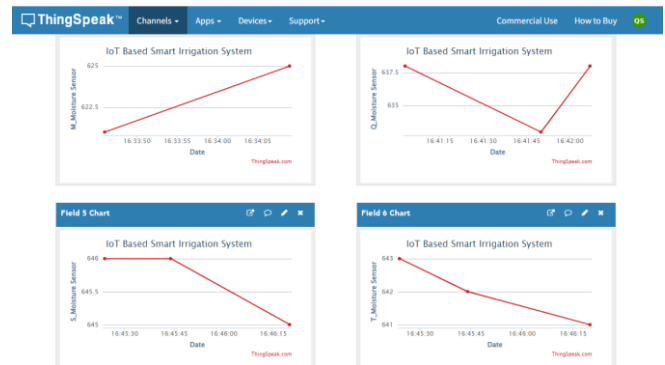 ThingSpeak™ Channels Apps Devices Support Commercial Use How to Buy QS
IoT Based Smart Irrigation System
M_Moisture Sensor
625
622.5
16:33:50 16:33:55 16:34:00 16:34:05
Date
ThingSpeak.com
IoT Based Smart Irrigation System
Q_Moisture Sensor
637.5
635
16:41:15 16:41:30 16:41:45 16:42:00
Date
ThingSpeak.com
Field 5 Chart
IoT Based Smart Irrigation System
S_Moisture Sensor
646
645.5
645
16:45:30 16:45:45 16:46:00 16:46:15
Date
ThingSpeak.com
Field 6 Chart
IoT Based Smart Irrigation System
T_Moisture Sensor
643
642
641
16:45:30 16:45:45 16:46:00 16:46:15
Date
ThingSpeak.com